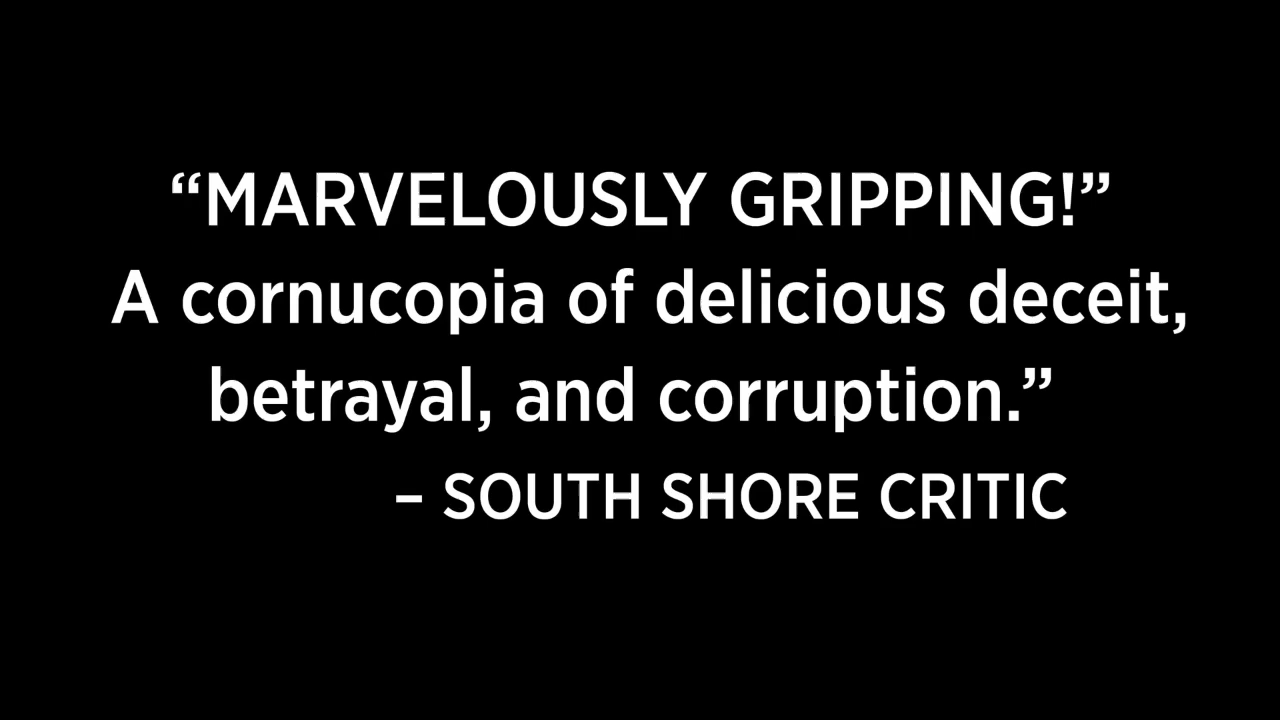 “MARVELOUSLY GRIPPING!”
A cornucopia of delicious deceit,
betrayal, and corruption.”
– SOUTH SHORE CRITIC